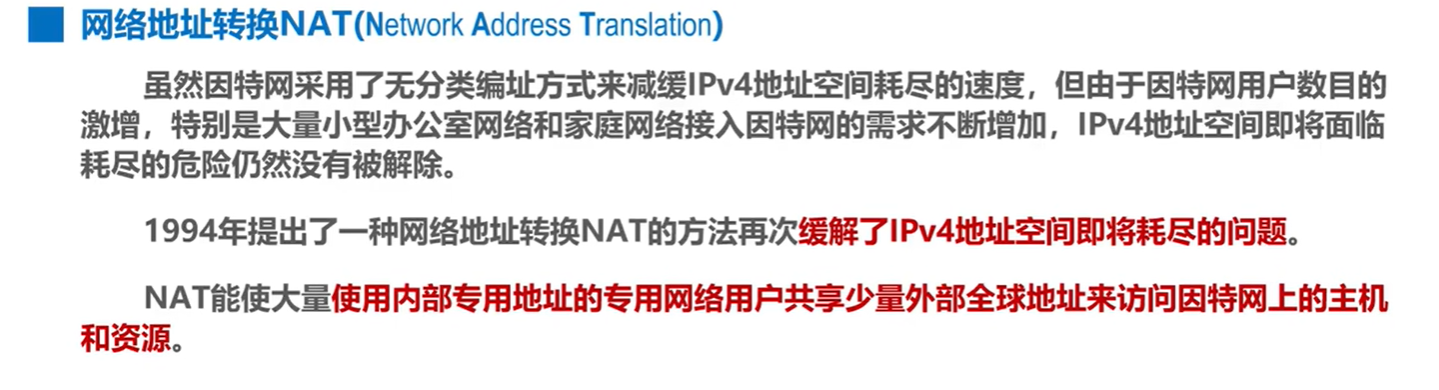 网络地址转换NAT(Network Address Translation)
虽然因特网采用了无分类编址方式来减缓IPv4地址空间耗尽的速度，但由于因特网用户数目的
激增，特别是大量小型办公室网络和家庭网络接入因特网的需求不断增加，IPv4地址空间即将面临
耗尽的危险仍然没有被解除。
1994年提出了一种网络地址转换NAT的方法再次缓解了IPv4地址空间即将耗尽的问题。
NAT能使大量使用内部专用地址的专用网络用户共享少量外部全球地址来访问因特网上的主机
和资源。